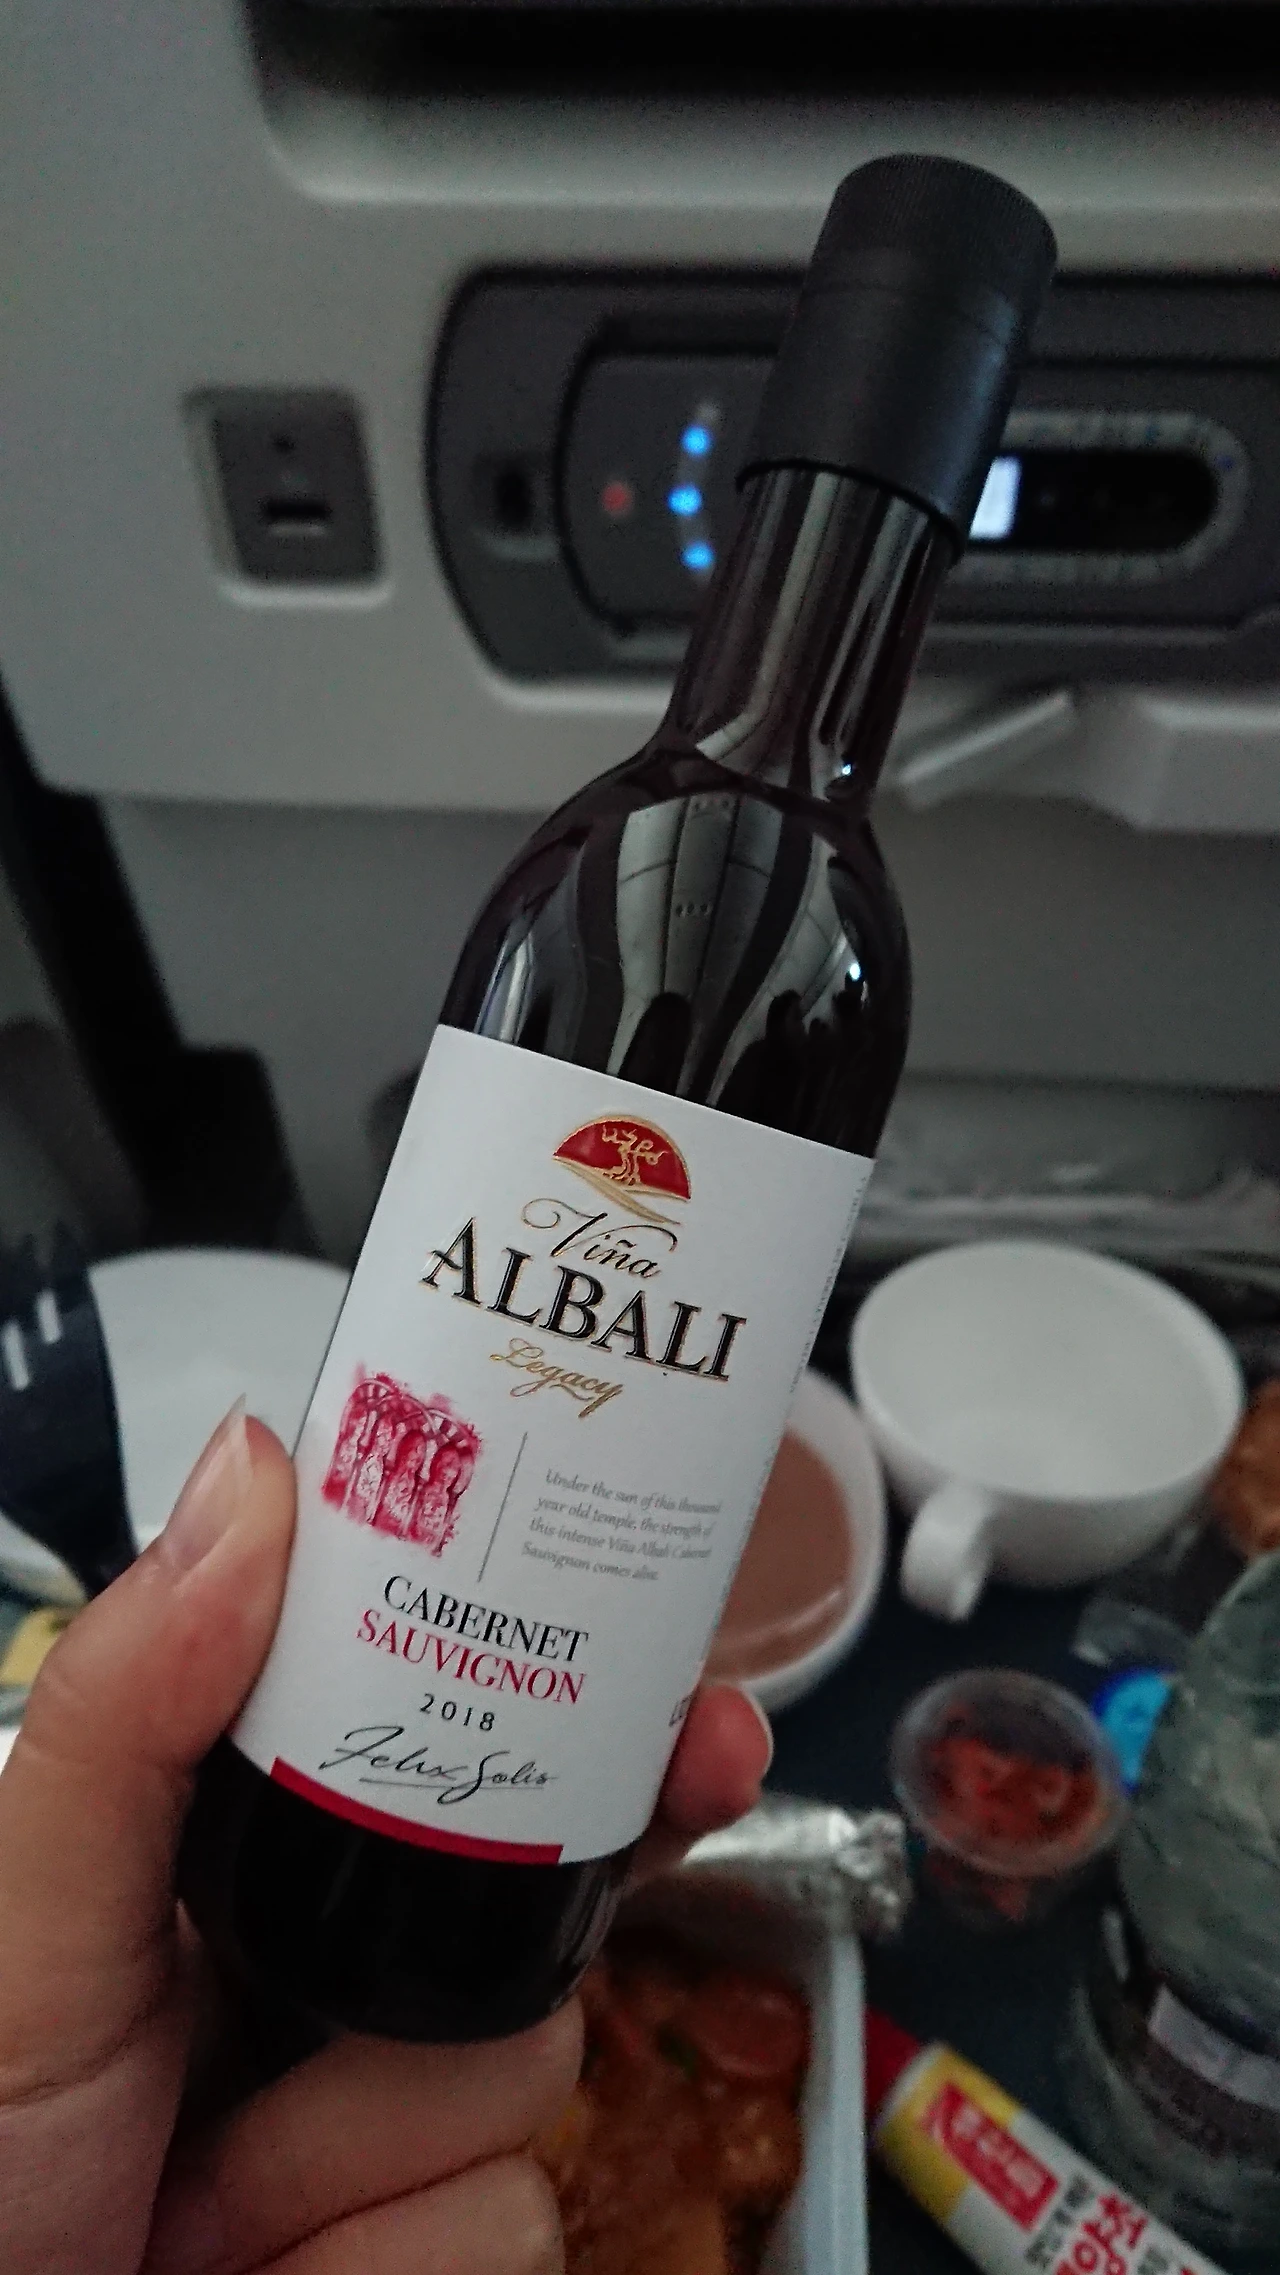 Viña
ALBALI
Legacy
Under the sun of this thousand
year old temple, the strength of
this intense Viña Albali Cabernet
Sauvignon comes alive.
CABERNET
SAUVIGNON
2018
Felix Solis